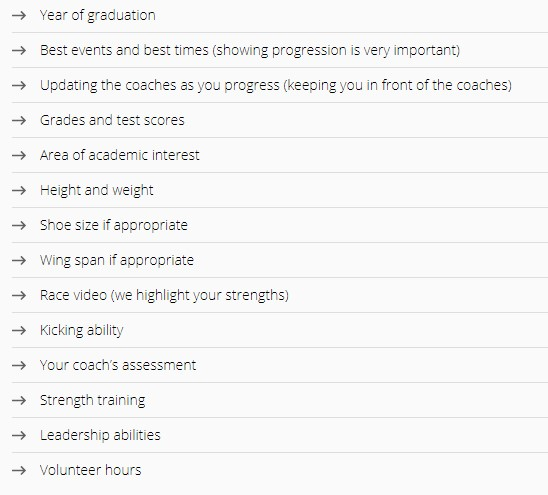 → Year of graduation
→ Best events and best times (showing progression is very important)
→ Updating the coaches as you progress (keeping you in front of the coaches)
→ Grades and test scores
→ Area of academic interest
→ Height and weight
→ Shoe size if appropriate
→ Wing span if appropriate
→ Race video (we highlight your strengths)
→ Kicking ability
→ Your coach's assessment
→ Strength training
→ Leadership abilities
→ Volunteer hours